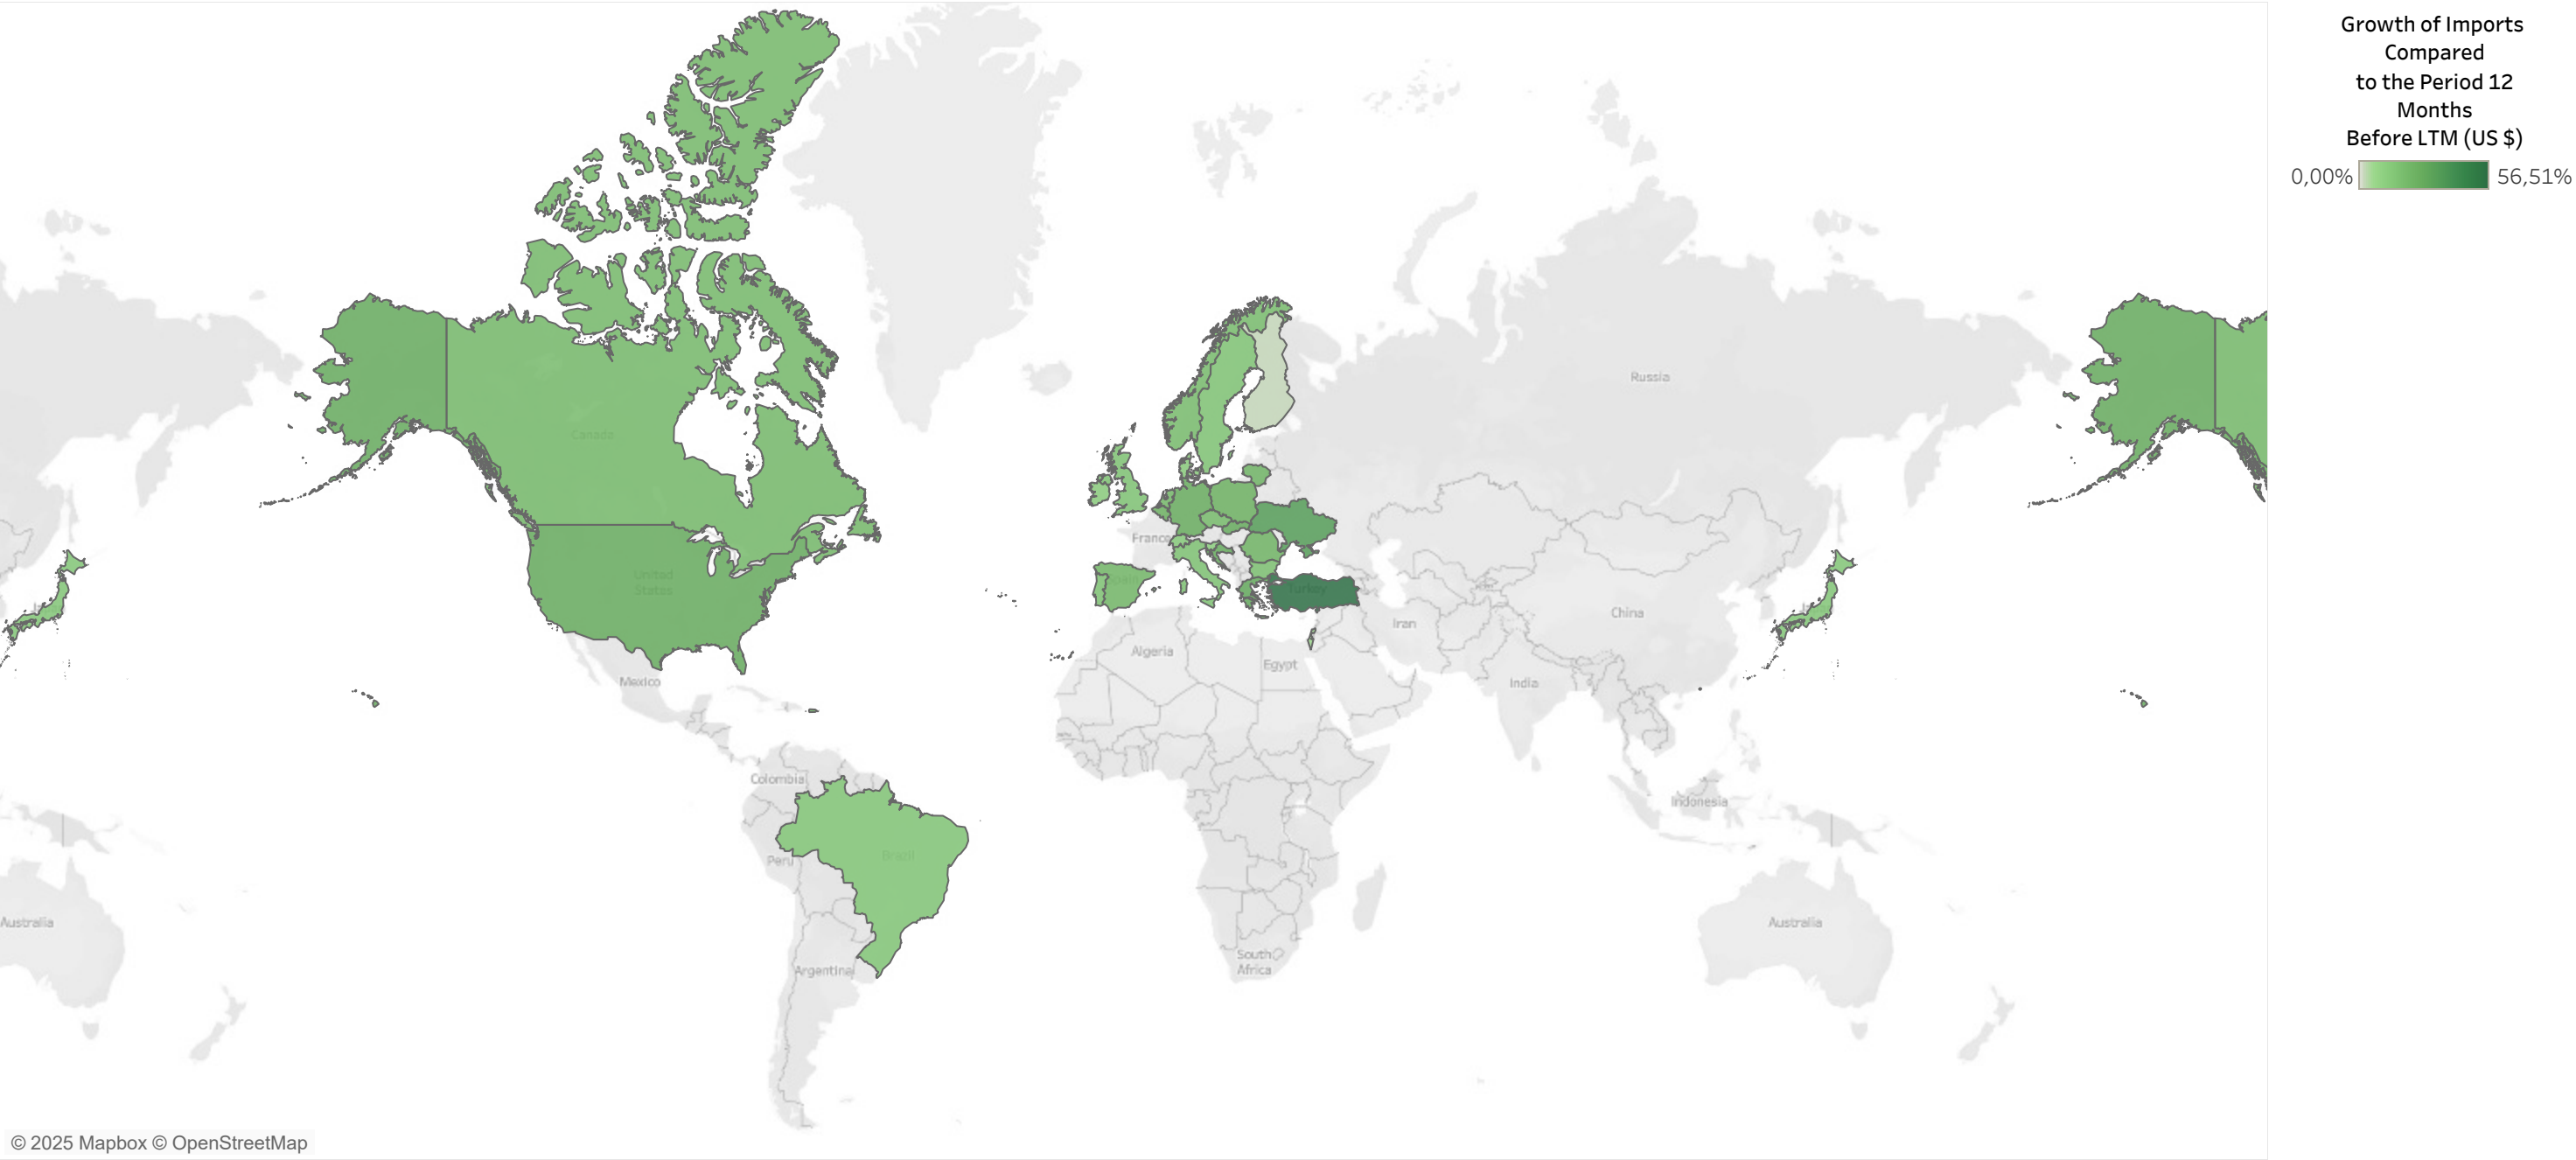 Growth of Imports
Compared
to the Period 12
Months
Before LTM (US $)
0,00%
56,51%
Russia
Canada
France
United
States
Spain
Turkey
China
Iran
Algeria
Egypt
Mexico
India
Colombia
Indonesia
Brazil
Peru
Australia
Australia
South
Africa
Argentina
© 2025 Mapbox © OpenStreetMap